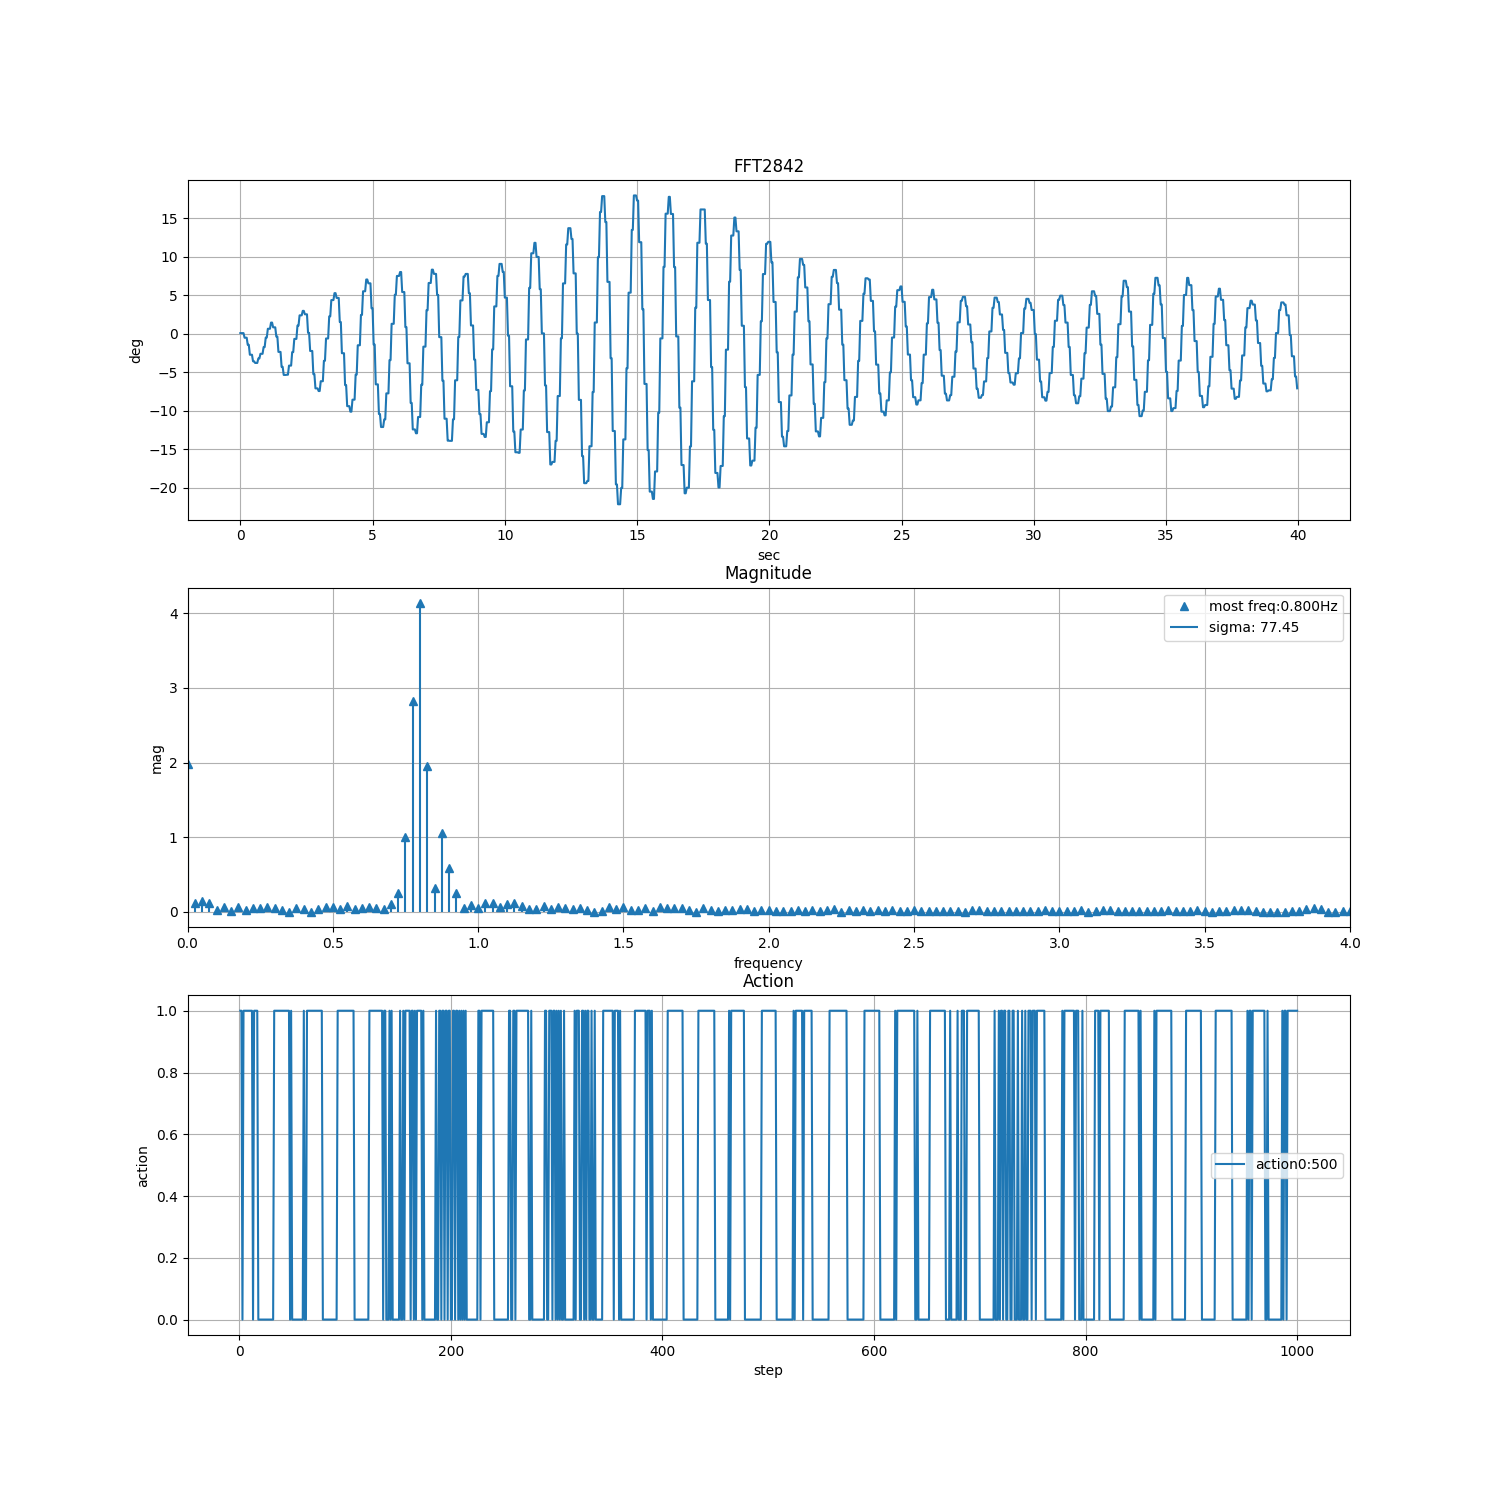 FFT2842
15
10
5
0
−5
−10
−15
−20
deg
0 5 10 15 20 25 30 35 40
sec
Magnitude
most freq:0.800Hz
sigma: 77.45
4
3
2
1
0
mag
0.0 0.5 1.0 1.5 2.0 2.5 3.0 3.5 4.0
frequency
Action
1.0
0.8
0.6
0.4
0.2
0.0
action
action0:500
0 200 400 600 800 1000
step